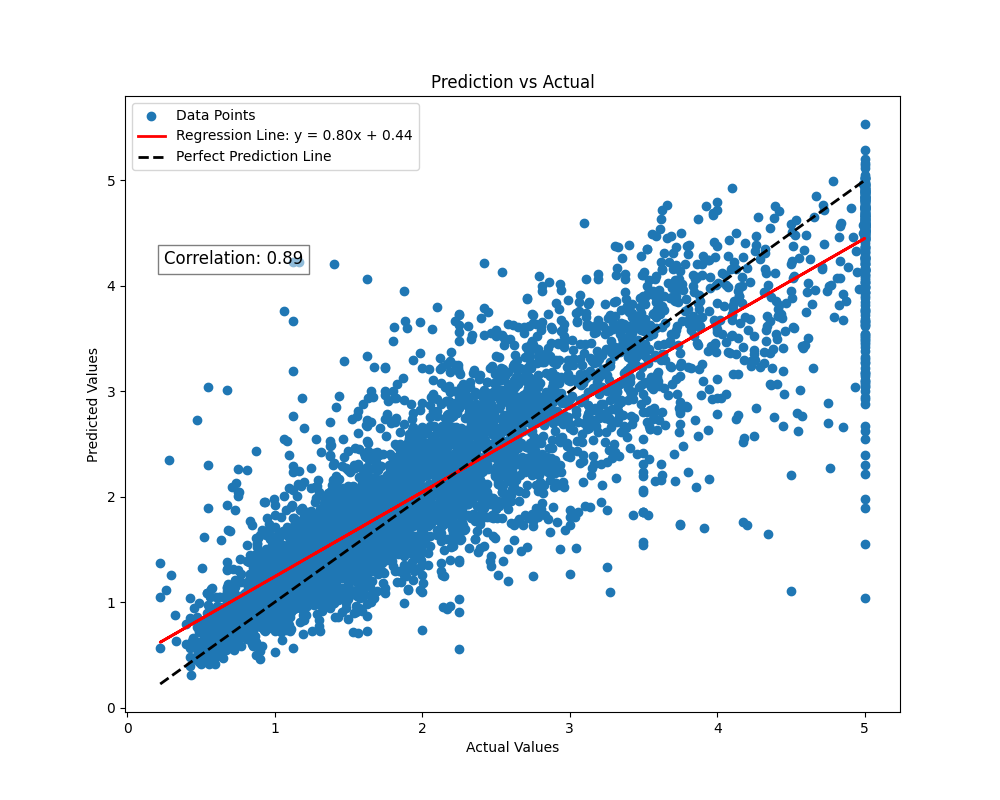 Prediction vs Actual
Data Points
Regression Line: y = 0.80x + 0.44
Perfect Prediction Line
Correlation: 0.89
Predicted Values
5
4
3
2
1
0
0 1 2 3 4 5
Actual Values